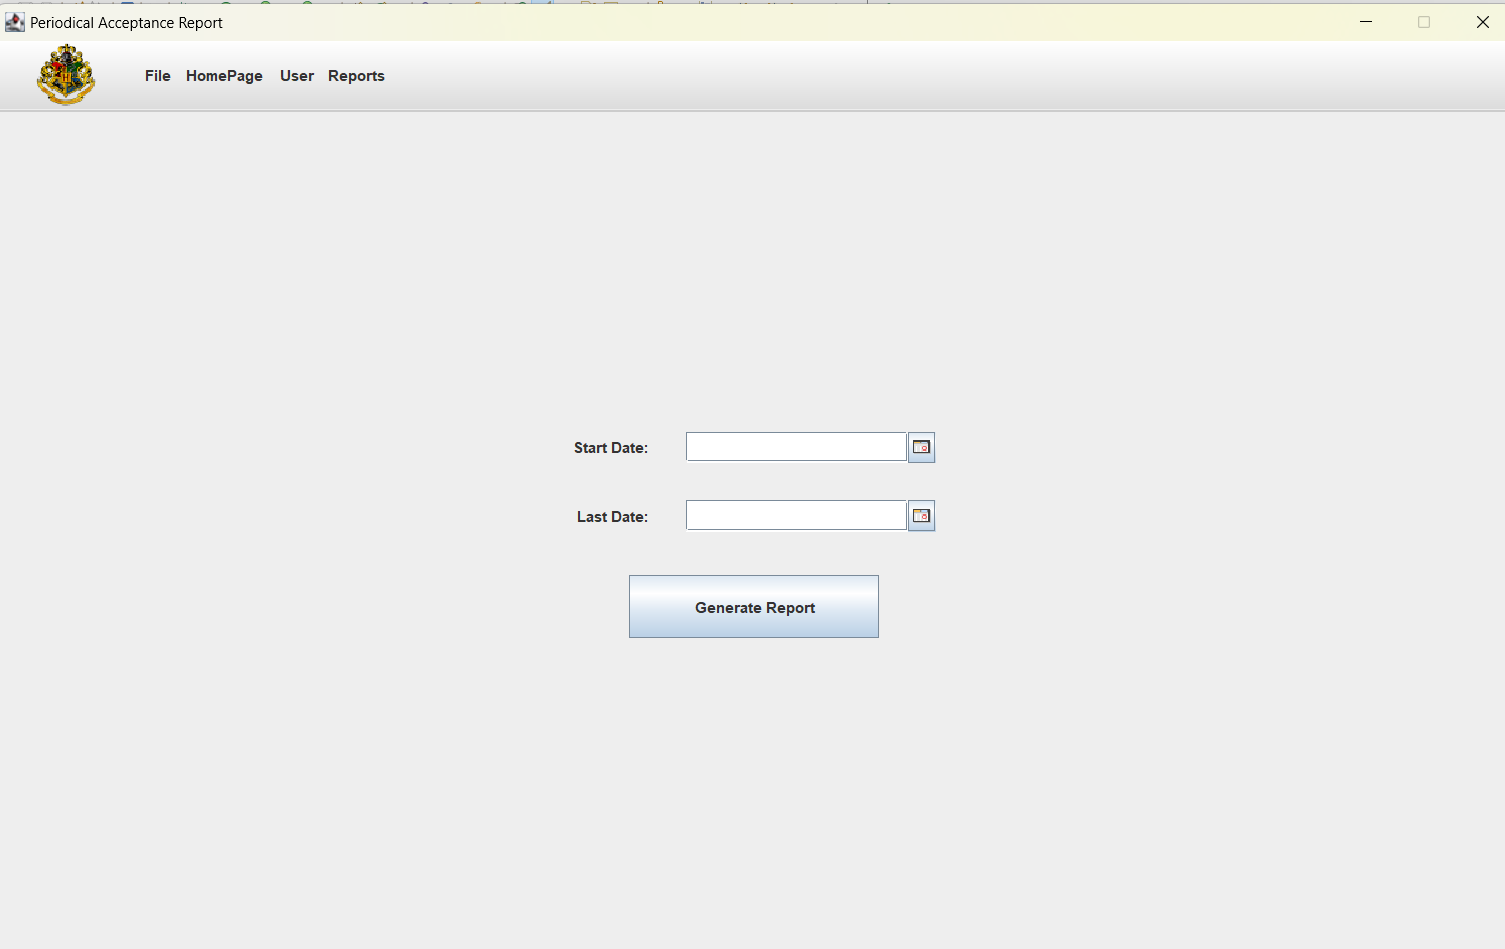 Periodical Acceptance Report
File HomePage User Reports
Start Date:
Last Date:
Generate Report